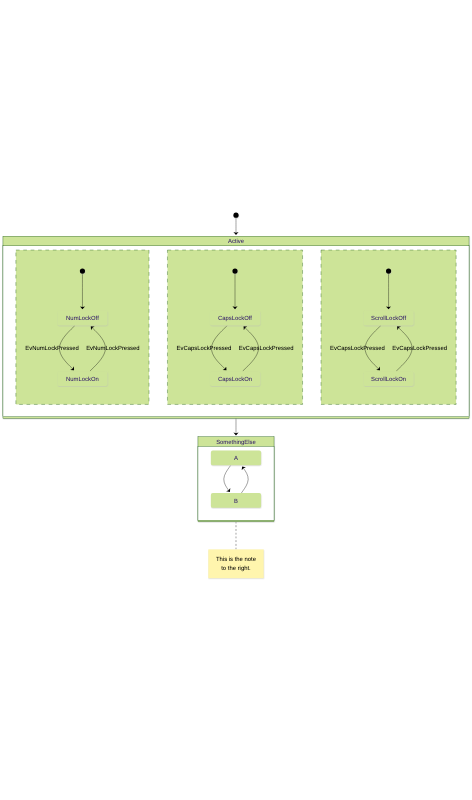 Active
NumLockOff
CapsLockOff
ScrollLockOff
EvNumLockPressed EvNumLockPressed
EvCapsLockPressed EvCapsLockPressed
EvCapsLockPressed EvCapsLockPressed
NumLockOn
CapsLockOn
ScrollLockOn
SomethingElse
A
B
This is the note
to the right.